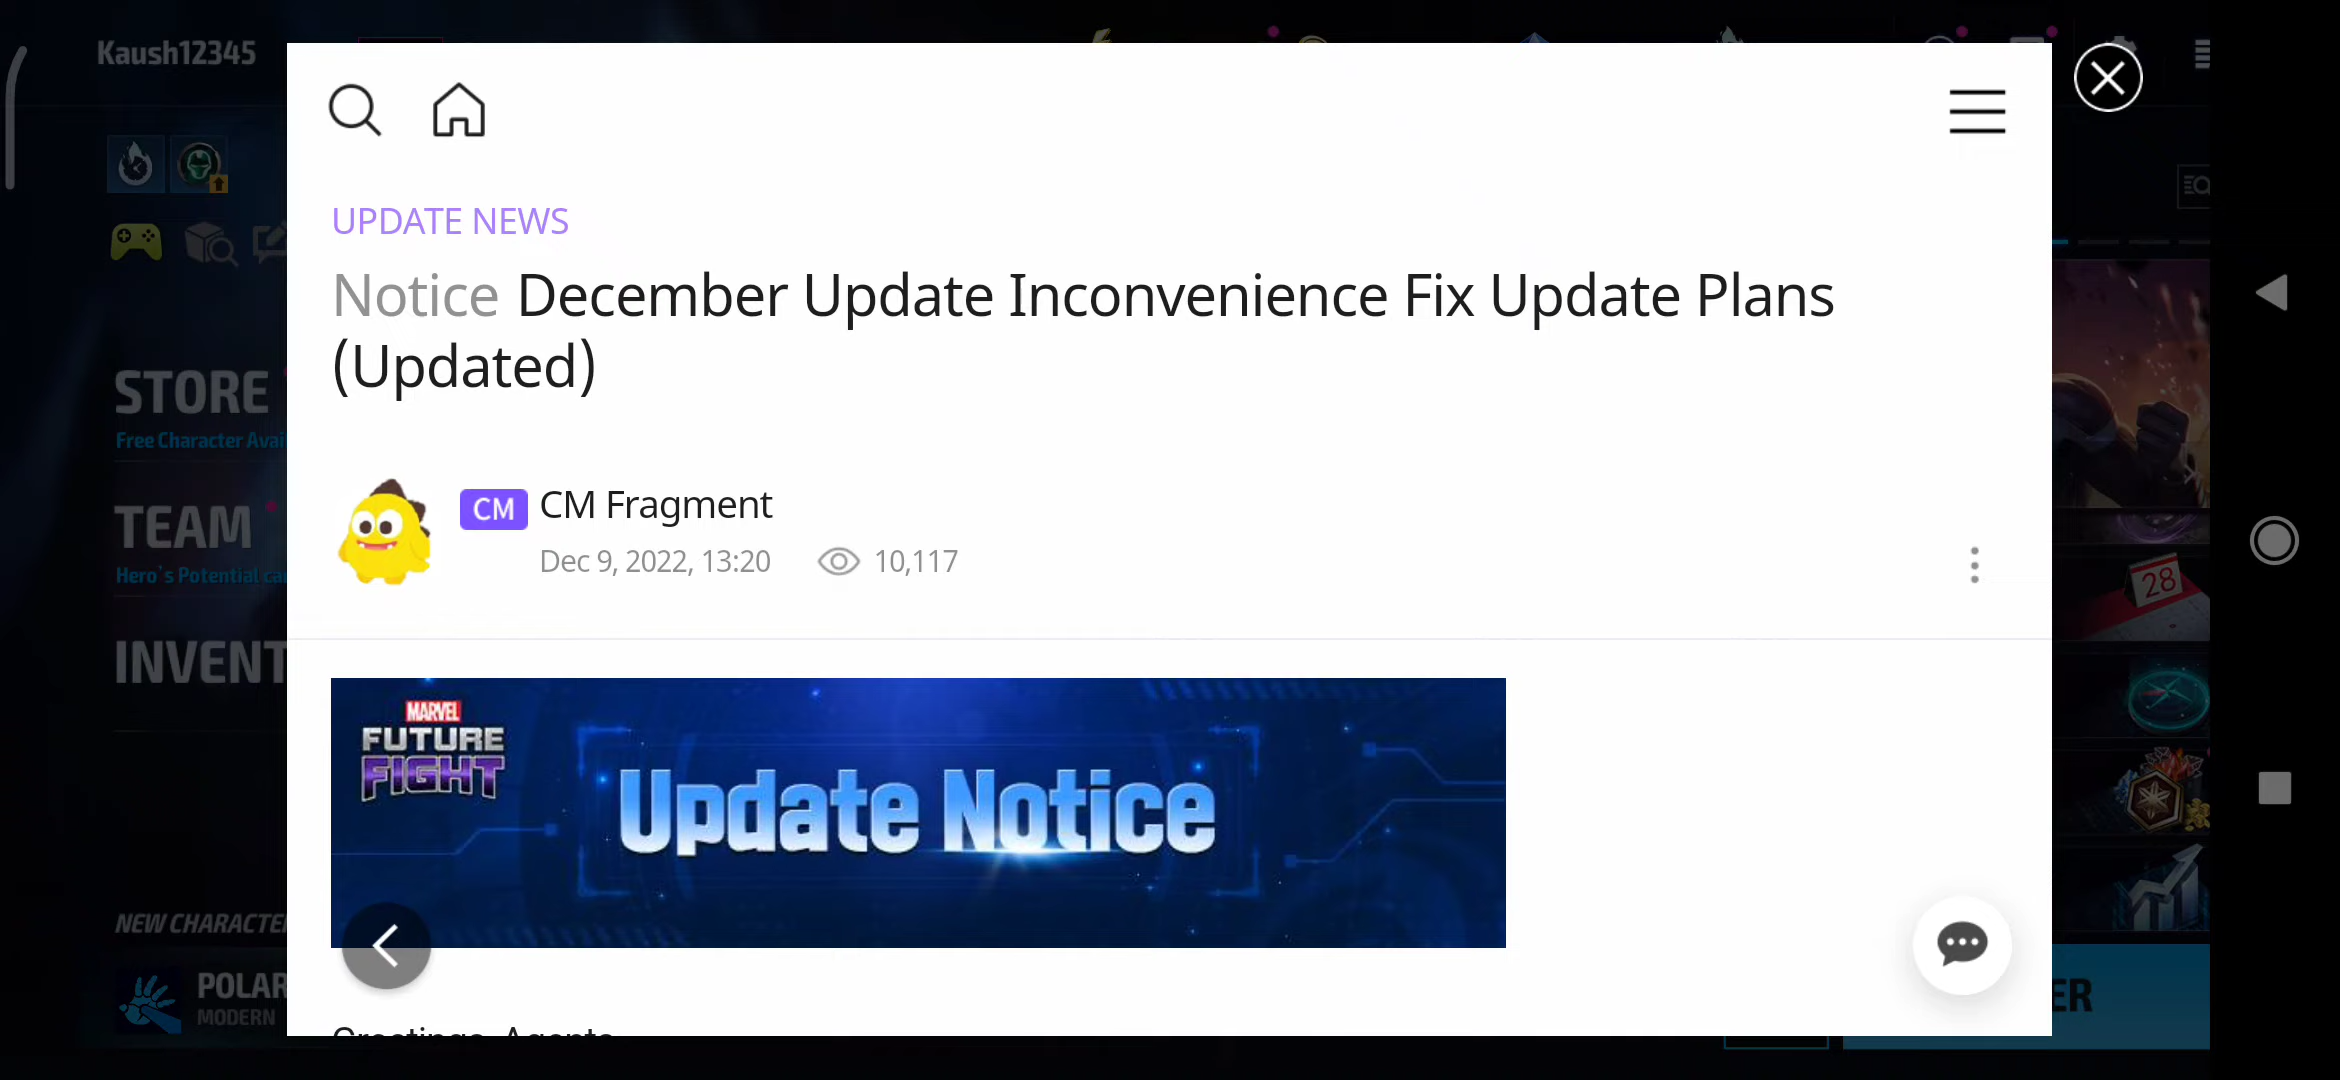 Kaush12345
UPDATE NEWS
Notice December Update Inconvenience Fix Update Plans
(Updated)
STORE
Free Character Avai
CM CM Fragment
Dec 9, 2022, 13:20 10,117
TEAM
Hero's Potential ca
28
INVENT
MARVEL
FUTURE
FIGHT
Update Notice
NEW CHARACTE
POLAR
MODERN
ER
Greetings, Agents